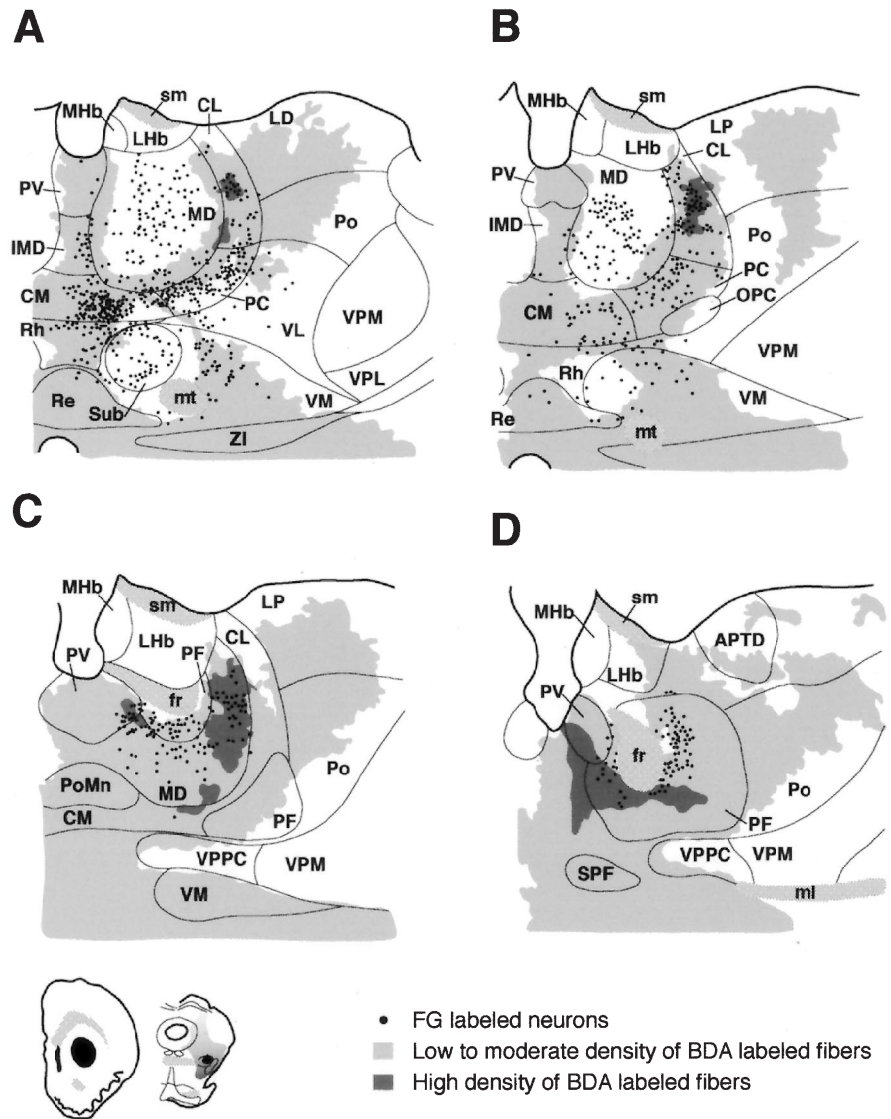 A
MHb sm CL LD
LHb
PV MD Po
IMD
CM PC
Rh VL VPM
VPL
Re Sub mt VM
ZI
B
MHb sm LP
LHb CL
PV MD
IMD Po
PC
CM OPC
VPM
Rh VM
Re mt
C
MHb sm LP
LHb CL
PV PF
fr
Po
PoMn MD
CM PF
VPPC VPM
VM
D
MHb sm APTD
LHb
PV
fr
Po
PF
VPPC VPM
SPF ml
FG labeled neurons
Low to moderate density of BDA labeled fibers
High density of BDA labeled fibers